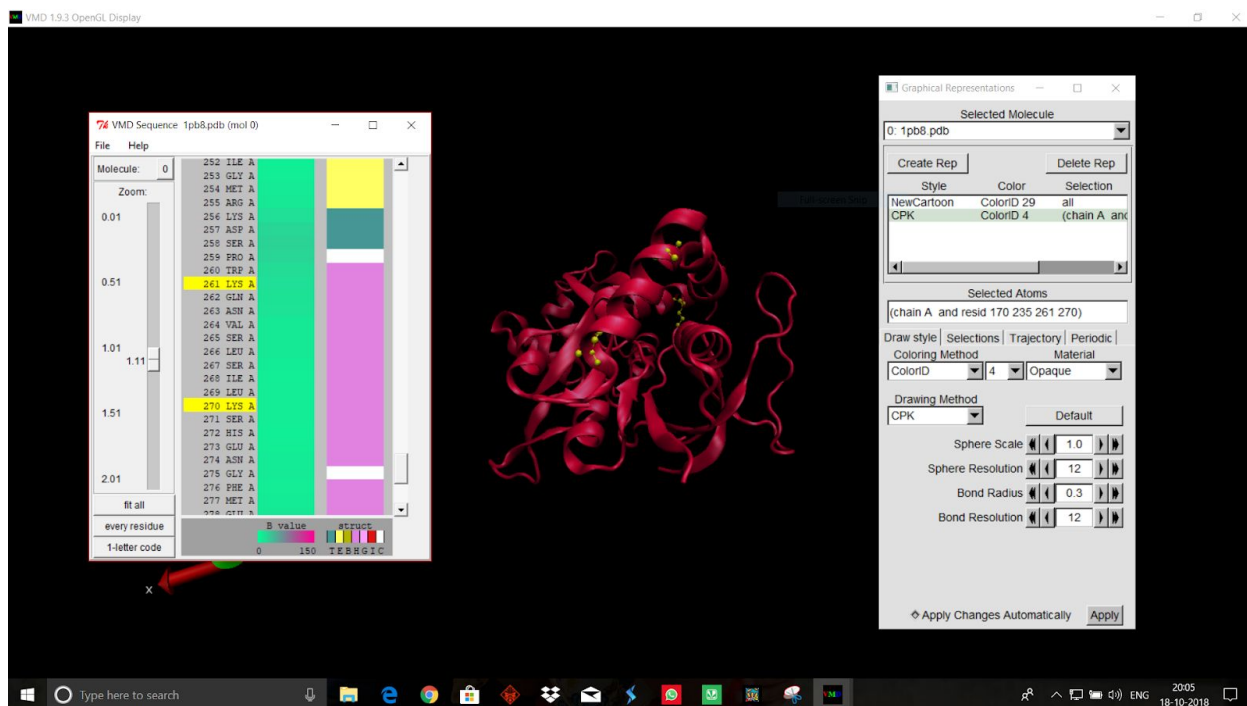 VMD 1.9.3 OpenGL Display
VMD Sequence 1pb8.pdb (mol 0)
File Help
Molecule: 0
Zoom:
0.01
0.51
1.01
1.11
1.51
2.01
fit all
every residue
1-letter code
252 ILE A
253 GLY A
254 MET A
255 ARG A
256 LYS A
257 ASP A
258 SER A
259 PRO A
260 TRP A
261 LYS A
262 GLN A
263 ASN A
264 VAL A
265 SER A
266 LEU A
267 SER A
268 ILE A
269 LEU A
270 LYS A
271 SER A
272 HIS A
273 GLU A
274 ASN A
275 GLY A
276 PHE A
277 MET A
278 GLU A
B value struct
0 150 T E B H G I C
x
Full-screen Snip
Graphical Representations
Selected Molecule
0: 1pb8.pdb
Create Rep Delete Rep
Style Color Selection
NewCartoon ColorID 29 all
CPK ColorID 4 (chain A and
Selected Atoms
(chain A and resid 170 235 261 270)
Draw style Selections Trajectory Periodic
Coloring Method Material
ColorID 4 Opaque
Drawing Method
CPK Default
Sphere Scale 1.0
Sphere Resolution 12
Bond Radius 0.3
Bond Resolution 12
Apply Changes Automatically Apply
Type here to search
ENG
20:05
18-10-2018